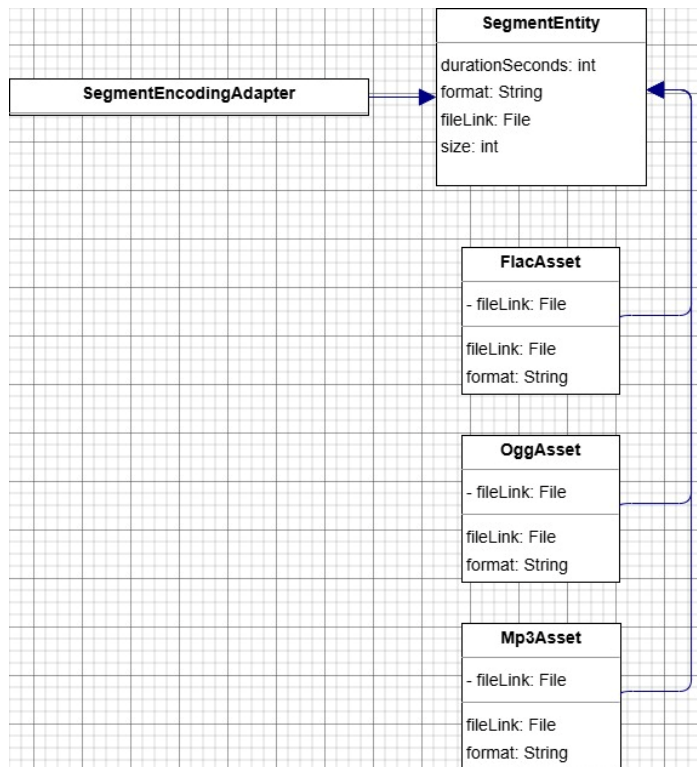 SegmentEntity
durationSeconds: int
SegmentEncodingAdapter
format: String
fileLink: File
size: int
FlacAsset
- fileLink: File
fileLink: File
format: String
OggAsset
- fileLink: File
fileLink: File
format: String
Mp3Asset
- fileLink: File
fileLink: File
format: String